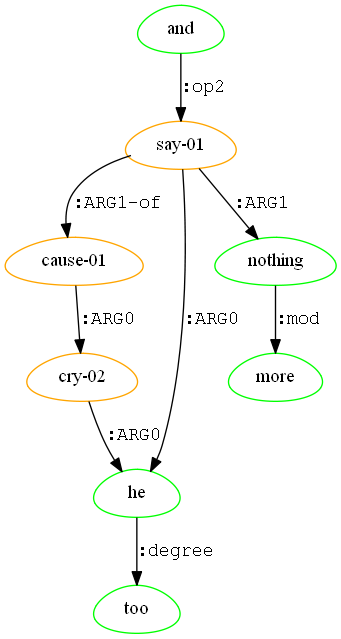 and
:op2
say-01
:ARG1-of
:ARG1
cause-01
nothing
:ARG0
:ARG0
:mod
cry-02
more
:ARG0
he
:degree
too